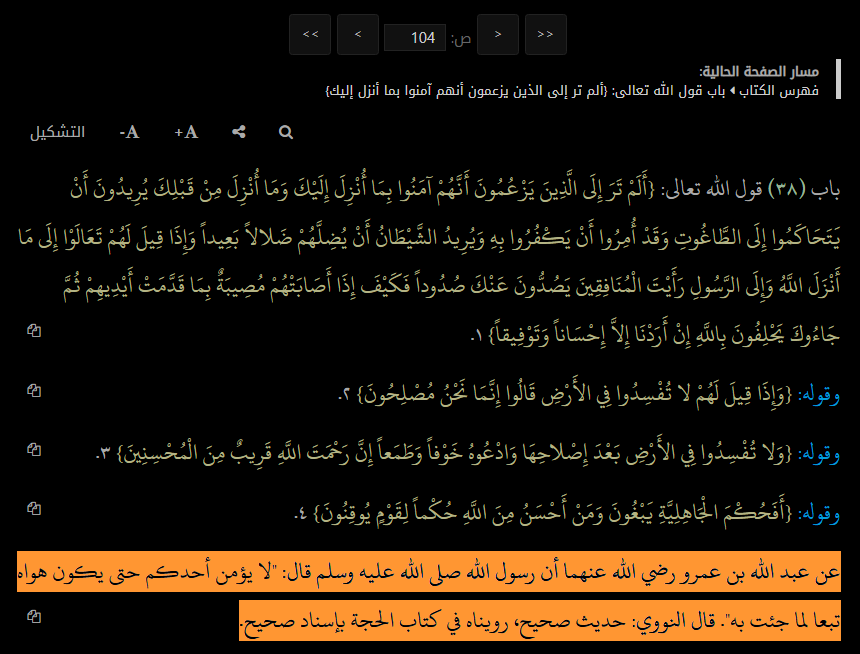 << < 104 ص: > >>
مسار الصفحة الحالية:
فهرس الكتاب باب قول الله تعالى: {ألم تر إلى الذين يزعمون أنهم آمنوا بما أنزل إليك}
التشكيل A- A+
باب (٣٨) قول الله تعالى: {أَلَمْ تَرَ إِلَى الَّذِينَ يَزْعُمُونَ أَنَّهُمْ آمَنُوا بِمَا أُنْزِلَ إِلَيْكَ وَمَا أُنْزِلَ مِنْ قَبْلِكَ يُرِيدُونَ أَنْ
يَتَحَاكَمُوا إِلَى الطَّاغُوتِ وَقَدْ أُمِرُوا أَنْ يَكْفُرُوا بِهِ وَيُرِيدُ الشَّيْطَانُ أَنْ يُضِلَّهُمْ ضَلالاً بَعِيداً وَإِذَا قِيلَ لَهُمْ تَعَالَوْا إِلَى مَا
أَنْزَلَ اللَّهُ وَإِلَى الرَّسُولِ رَأَيْتَ الْمُنَافِقِينَ يَصُدُّونَ عَنْكَ صُدُوداً فَكَيْفَ إِذَا أَصَابَتْهُمْ مُصِيبَةٌ بِمَا قَدَّمَتْ أَيْدِيهِمْ ثُمَّ
جَاءُوكَ يَحْلِفُونَ بِاللَّهِ إِنْ أَرَدْنَا إِلاَّ إِحْسَاناً وَتَوْفِيقاً} ١.
وقوله: {وَإِذَا قِيلَ لَهُمْ لا تُفْسِدُوا فِي الأَرْضِ قَالُوا إِنَّمَا نَحْنُ مُصْلِحُونَ} ٢.
وقوله: {وَلا تُفْسِدُوا فِي الأَرْضِ بَعْدَ إِصْلاحِهَا وَادْعُوهُ خَوْفاً وَطَمَعاً إِنَّ رَحْمَتَ اللَّهِ قَرِيبٌ مِنَ الْمُحْسِنِينَ} ٣.
وقوله: {أَفَحُكْمَ الْجَاهِلِيَّةِ يَبْغُونَ وَمَنْ أَحْسَنُ مِنَ اللَّهِ حُكْماً لِقَوْمٍ يُوقِنُونَ} ٤.
عن عبد الله بن عمرو رضي الله عنهما أن رسول الله صلى الله عليه وسلم قال: "لا يؤمن أحدكم حتى يكون هواه
تبعا لما جئت به". قال النووي: حديث صحيح، رويناه في كتاب الحجة بإسناد صحيح.